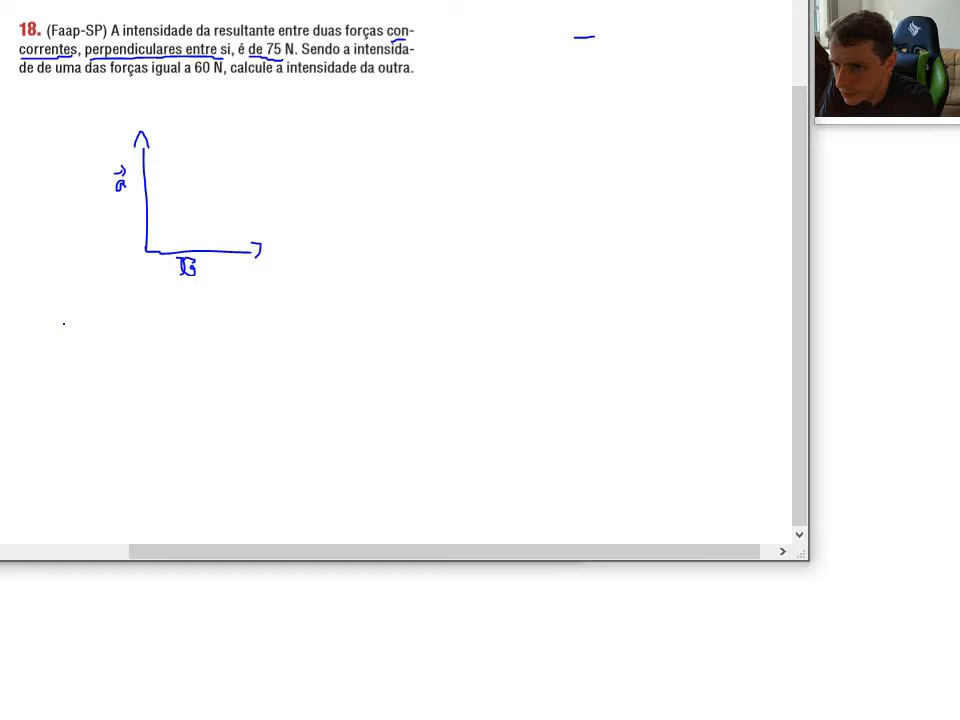 18. (Faap-SP) A intensidade da resultante entre duas forças con-
correntes, perpendiculares entre si, é de 75 N. Sendo a intensida-
de de uma das forças igual a 60 N, calcule a intensidade da outra.